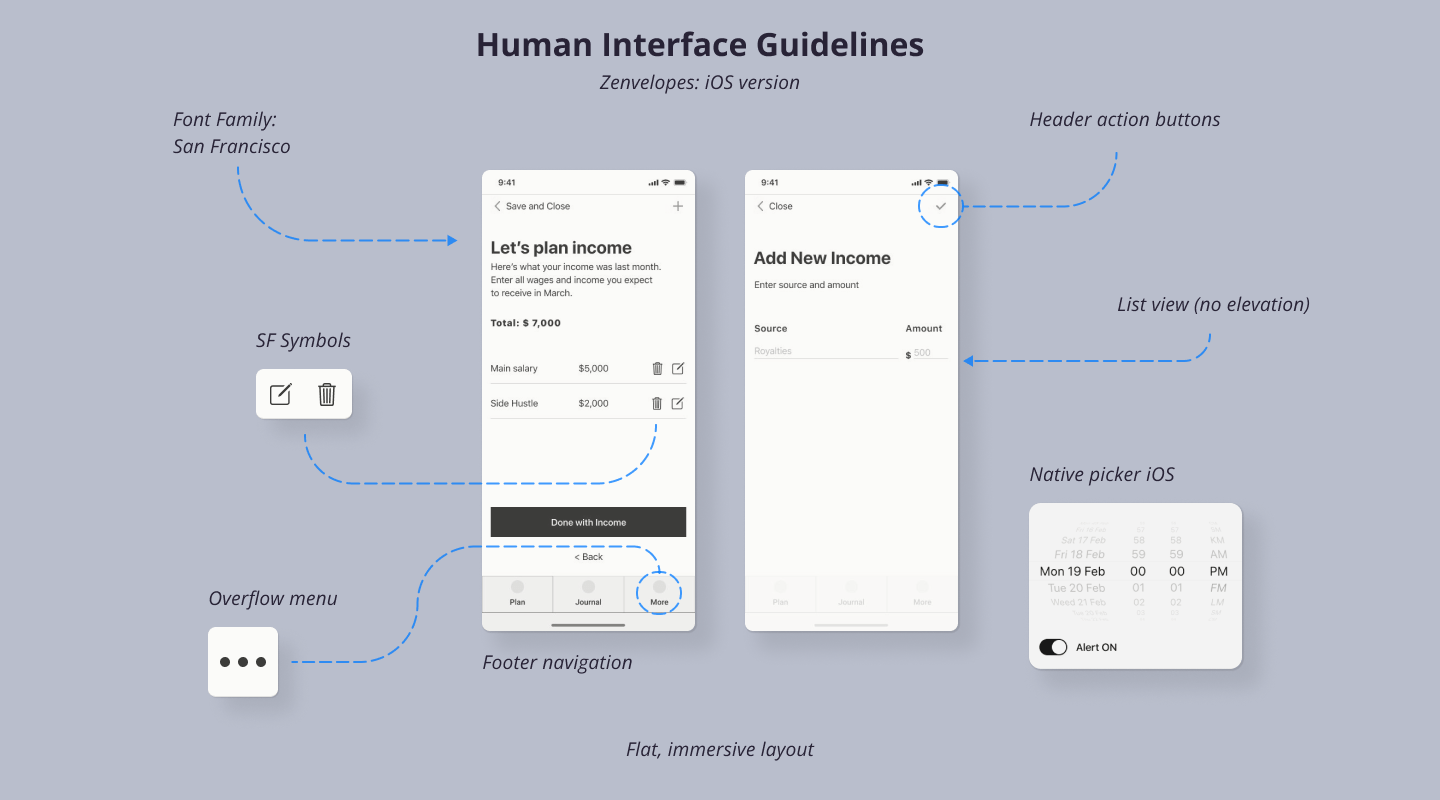 Human Interface Guidelines
Zenvelopes: iOS version
Font Family:
San Francisco
Header action buttons
9:41
Save and Close
Let's plan income
Here's what your income was last month.
Enter all wages and income you expect
to receive in March.
Total: $ 7,000
Main salary $5,000
Side Hustle $2,000
Done with Income
< Back
Plan Journal More
9:41
Close
Add New Income
Enter source and amount
Source Amount
Royalties $ 500
Plan Journal More
List view (no elevation)
SF Symbols
Native picker iOS
Sat 17 Feb 58 58 KM
Fri 18 Feb 59 59 AM
Mon 19 Feb 00 00 PM
Tue 20 Feb 01 01 FM
Weed 21 Feb 02 02 LM
Alert ON
Overflow menu
Footer navigation
Flat, immersive layout